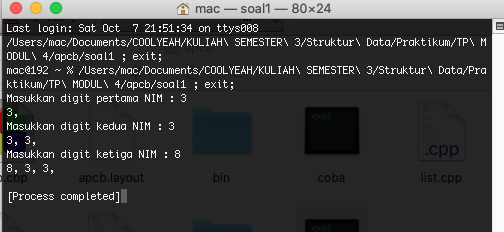 mac — soal1 — 80×24
Last login: Sat Oct  7 21:51:34 on ttys008
/Users/mac/Documents/COOLYEAH/KULIAH\ SEMESTER\ 3/Struktur\ Data/Praktikum/TP\ M
ODUL\ 4/apcb/soal1 ; exit;
mac@192 ~ % /Users/mac/Documents/COOLYEAH/KULIAH\ SEMESTER\ 3/Struktur\ Data/Pra
ktikum/TP\ MODUL\ 4/apcb/soal1 ; exit;
Masukkan digit pertama NIM : 3
3,
Masukkan digit kedua NIM : 3
3, 3,
Masukkan digit ketiga NIM : 8
8, 3, 3,
[Process completed]
exec
.cpp
apcb.layout
bin
coba
list.cpp